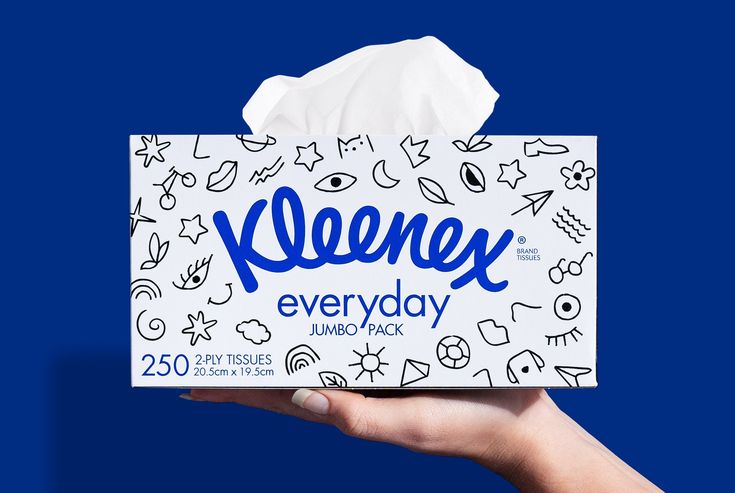 Kleenex®
BRAND
TISSUES
everyday
JUMBO PACK
250 2-PLY TISSUES
20.5cm x 19.5cm